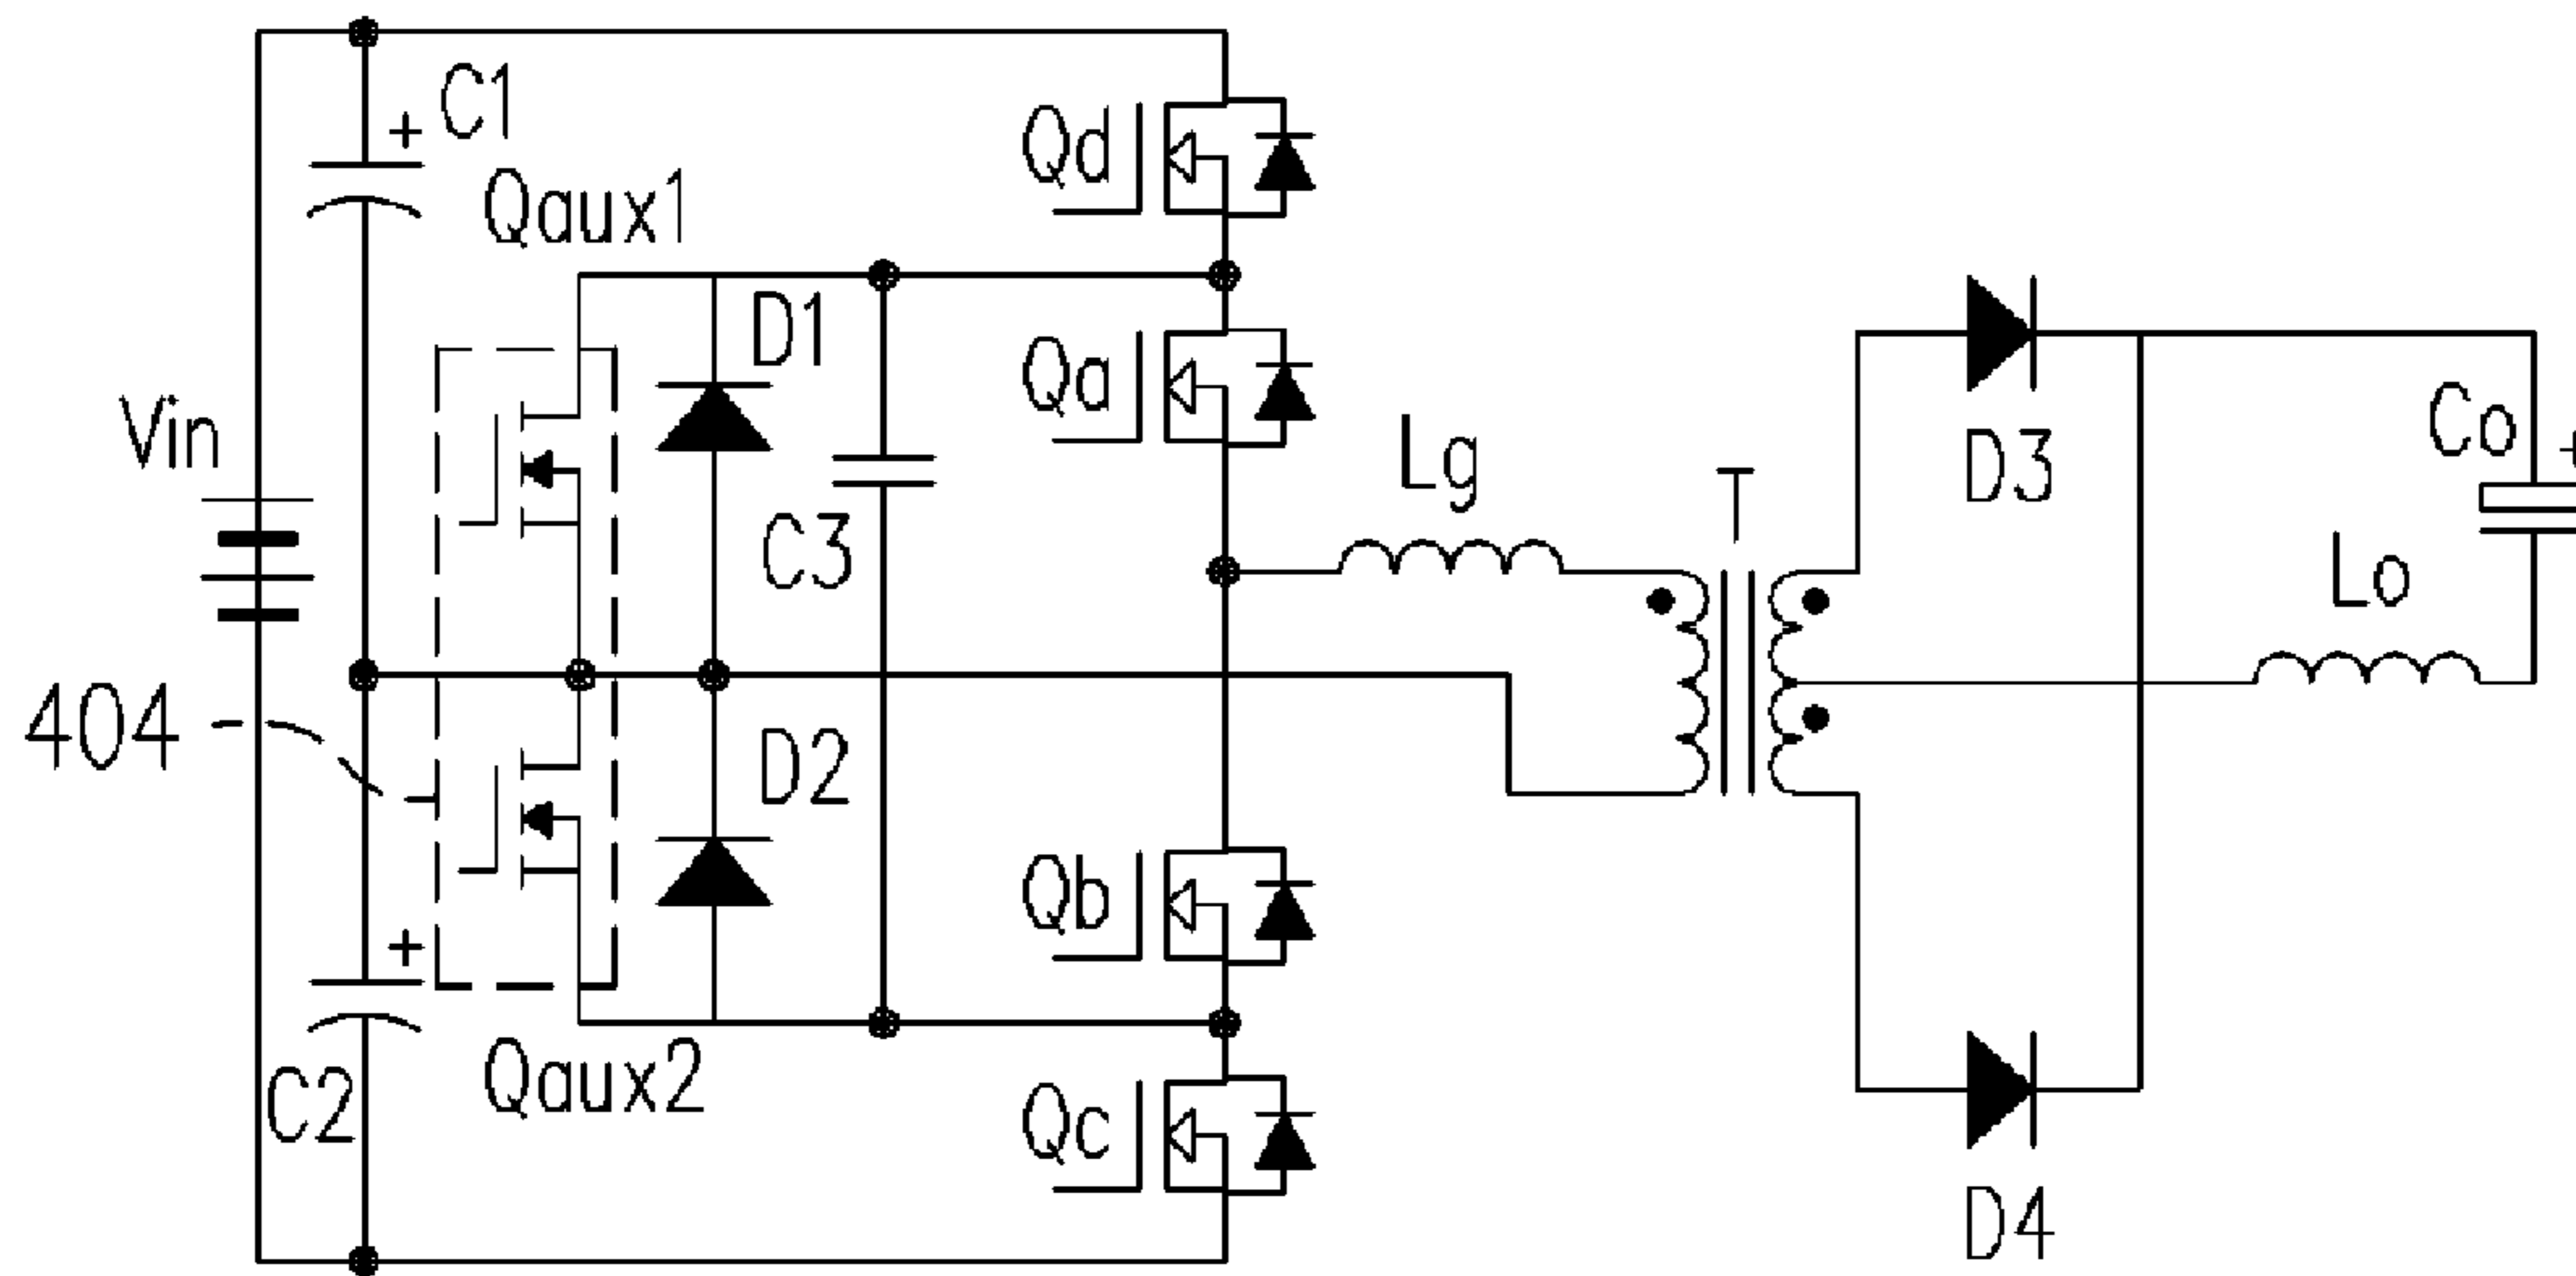 C1
+
Qd
Qaux1
D1
Qa
Vin
Lg
T
D3
Co
+
C3
Lo
404
D2
Qb
+
C2
Qaux2
Qc
D4